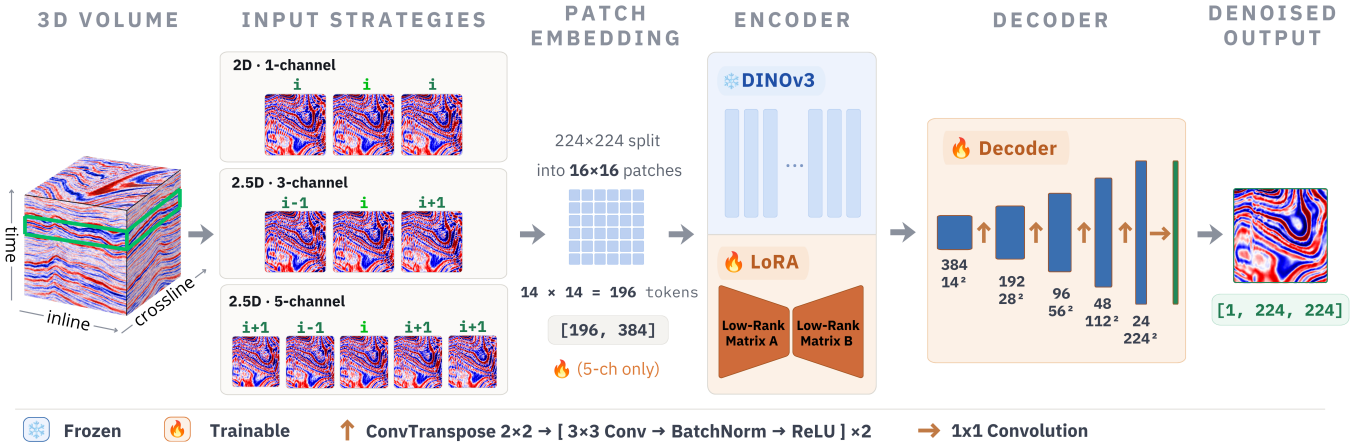 3D VOLUME
INPUT STRATEGIES
PATCH
EMBEDDING
ENCODER
DECODER
DENOISED
OUTPUT
time
inline
crossline
2D · 1-channel
i i i
2.5D · 3-channel
i-1 i i+1
2.5D · 5-channel
i+1 i-1 i i+1 i+1
224×224 split
into 16×16 patches
14 × 14 = 196 tokens
[196, 384]
🔥 (5-ch only)
❄️ DINOv3
...
🔥 LoRA
Low-Rank
Matrix A
Low-Rank
Matrix B
🔥 Decoder
384
14²
192
28²
96
56²
48
112²
24
224²
[1, 224, 224]
❄️ Frozen
🔥 Trainable
↑ ConvTranspose 2×2 → [ 3×3 Conv → BatchNorm → ReLU ] ×2
→ 1x1 Convolution